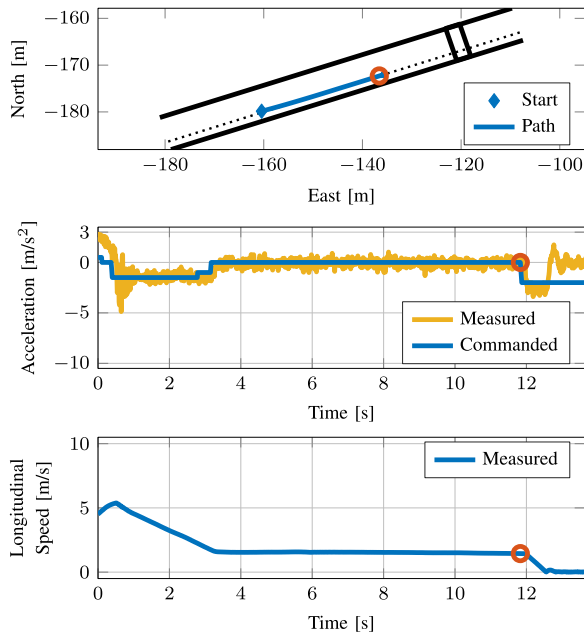 −160
−170
−180
North [m]
Start
Path
−180
−160
−140
−120
−100
East [m]
3
0
−5
−10
Acceleration [m/s²]
Measured
Commanded
0
2
4
6
8
10
12
Time [s]
10
5
0
Longitudinal
Speed [m/s]
Measured
0
2
4
6
8
10
12
Time [s]